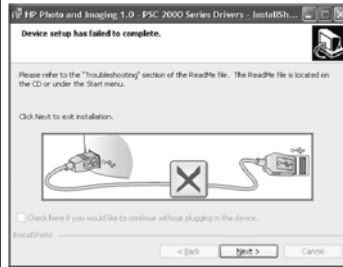 HP Photo and Imaging 1.0 - PSC 2000 Series Drivers - InstallSh...
Device setup has failed to complete.
Please refer to the "Troubleshooting" section of the ReadMe file. The ReadMe file is located on
the CD or under the Start menu.
Click Next to exit installation.
Check here if you would like to continue without plugging in the device.
InstallShield
< Back
Next >
Cancel